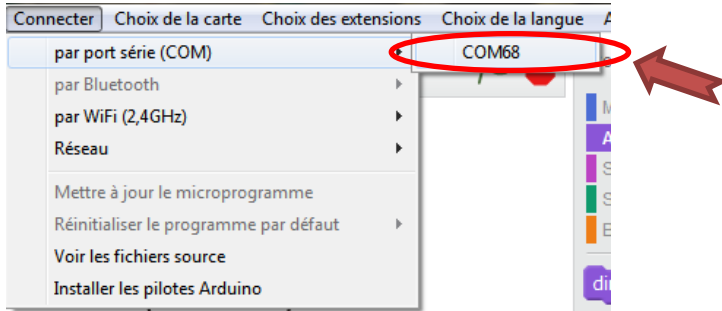 Connecter Choix de la carte Choix des extensions Choix de la langue
par port série (COM) COM68
par Bluetooth
par WiFi (2,4GHz)
Réseau
Mettre à jour le microprogramme
Réinitialiser le programme par défaut
Voir les fichiers source
Installer les pilotes Arduino